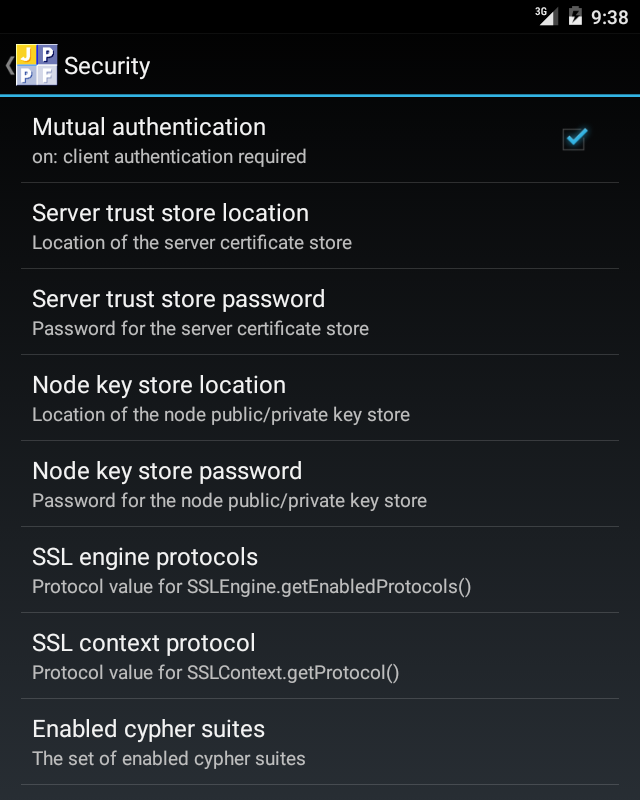 3G 9:38
J P
P F
Security
Mutual authentication
on: client authentication required
Server trust store location
Location of the server certificate store
Server trust store password
Password for the server certificate store
Node key store location
Location of the node public/private key store
Node key store password
Password for the node public/private key store
SSL engine protocols
Protocol value for SSLEngine.getEnabledProtocols()
SSL context protocol
Protocol value for SSLContext.getProtocol()
Enabled cypher suites
The set of enabled cypher suites